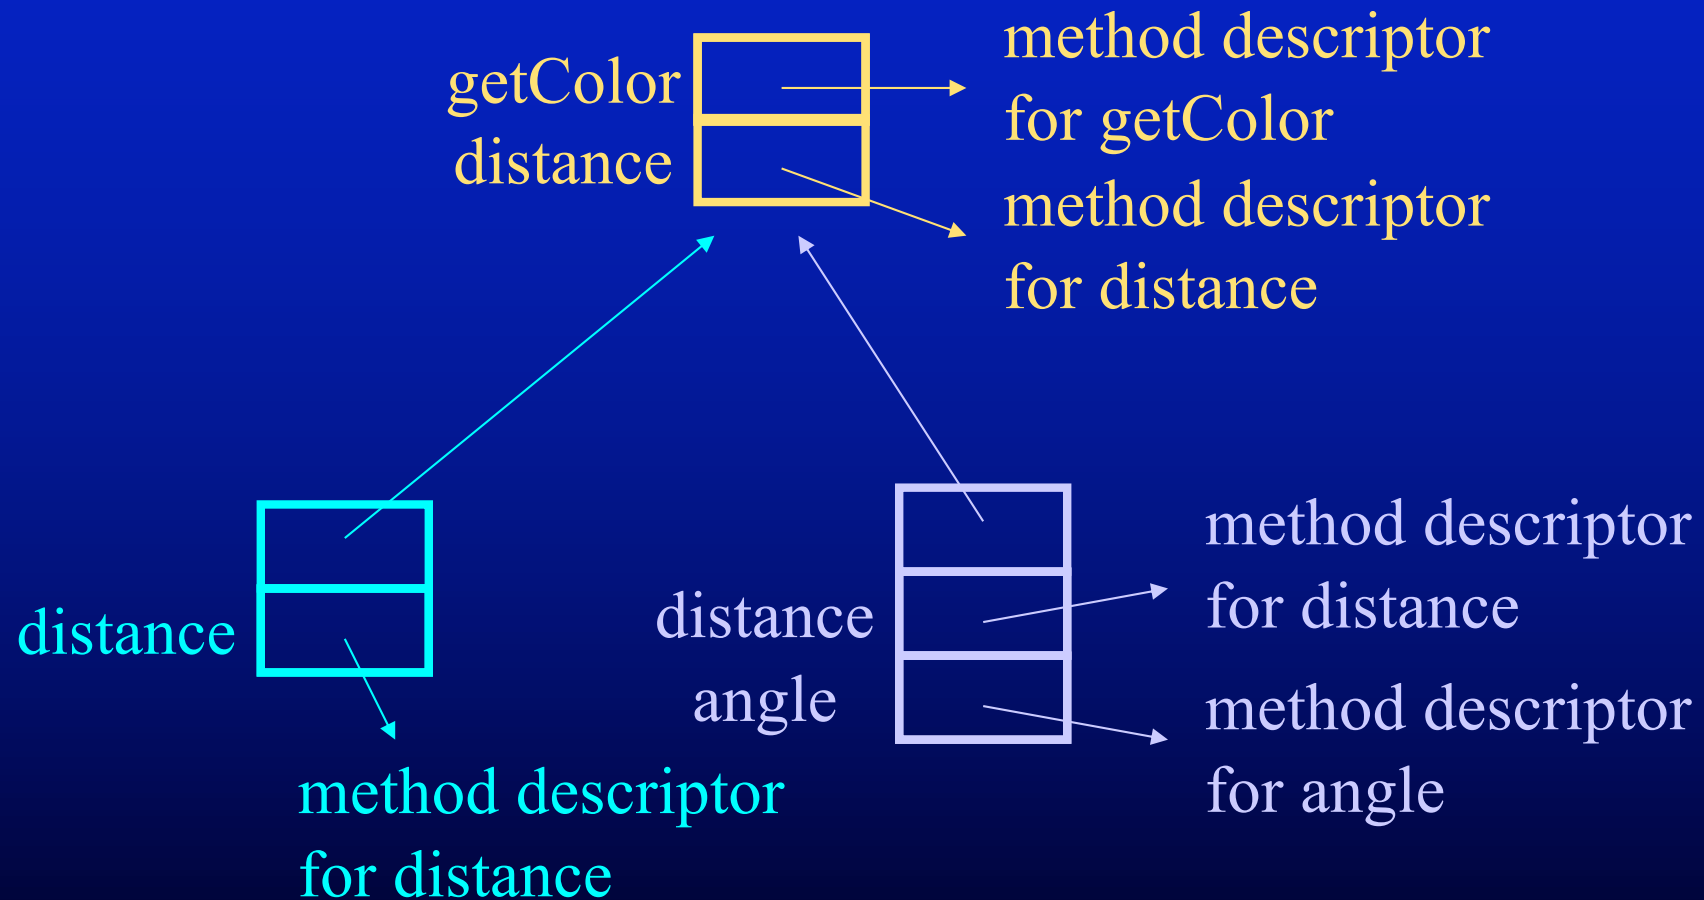 getColor
distance
method descriptor
for getColor
method descriptor
for distance
distance
method descriptor
for distance
distance
angle
method descriptor
for distance
method descriptor
for angle